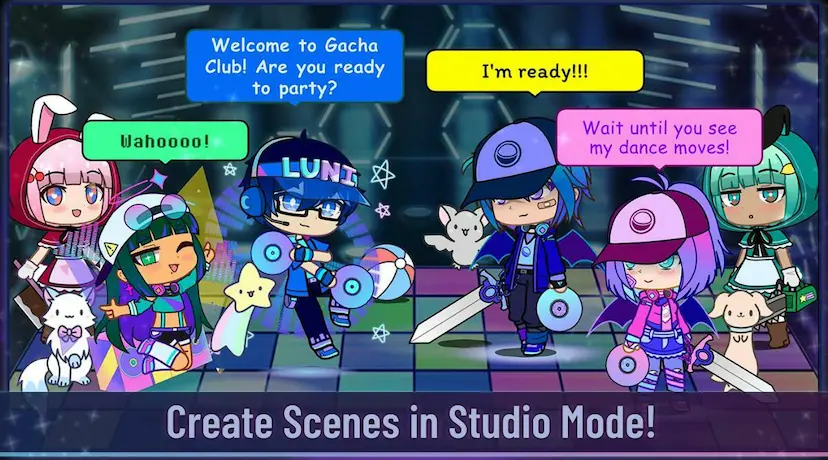 Welcome to Gacha
Club! Are you ready
to party?
I'm ready!!!
Wahoooo!
Wait until you see
my dance moves!
LUNI
Create Scenes in Studio Mode!